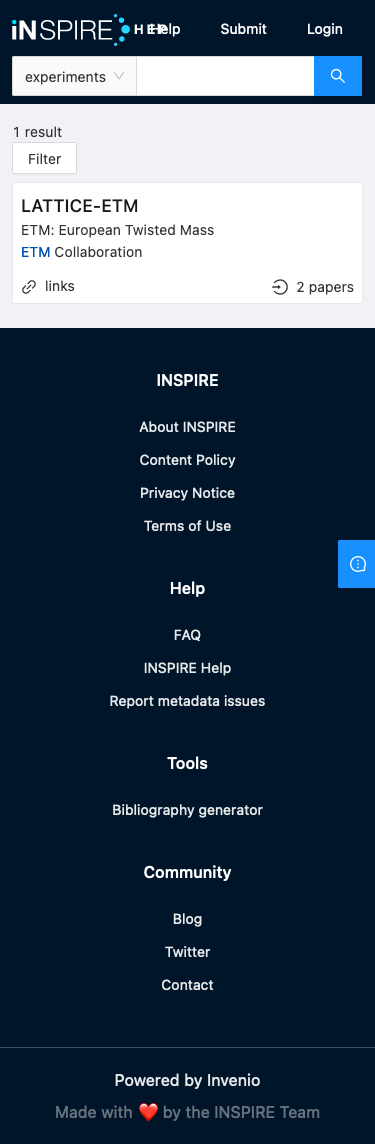 iNSPIRE HEP Help Submit Login
experiments
1 result
Filter
LATTICE-ETM
ETM: European Twisted Mass
ETM Collaboration
links 2 papers
INSPIRE
About INSPIRE
Content Policy
Privacy Notice
Terms of Use
Help
FAQ
INSPIRE Help
Report metadata issues
Tools
Bibliography generator
Community
Blog
Twitter
Contact
Powered by Invenio
Made with ❤️ by the INSPIRE Team